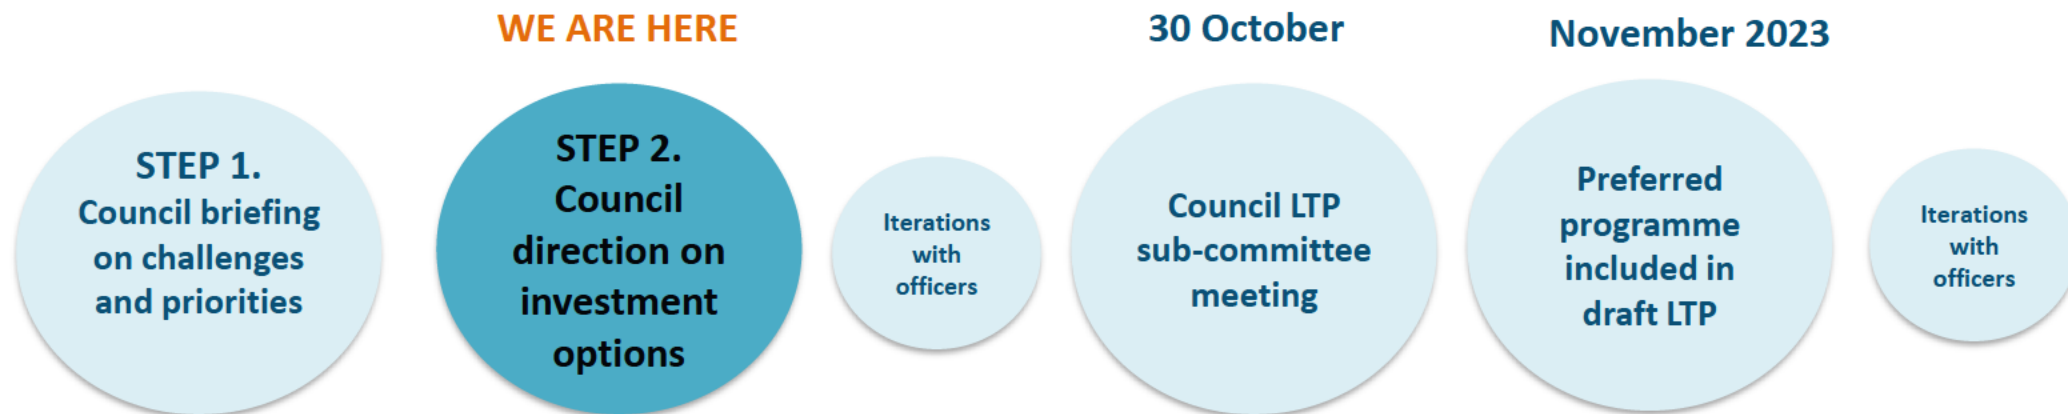 WE ARE HERE
30 October
November 2023
STEP 1.
Council briefing
on challenges
and priorities
STEP 2.
Council
direction on
investment
options
Iterations
with
officers
Council LTP
sub-committee
meeting
Preferred
programme
included in
draft LTP
Iterations
with
officers